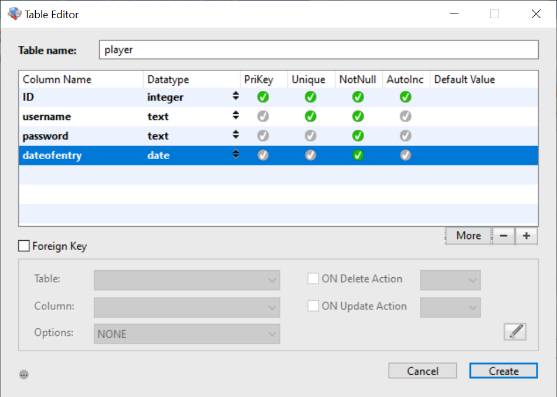 Table Editor
Table name: player
Column Name Datatype PriKey Unique NotNull AutoInc Default Value
ID integer
username text
password text
dateofentry date
More − +
Foreign Key
Table: ON Delete Action
Column: ON Update Action
Options: NONE
Cancel Create